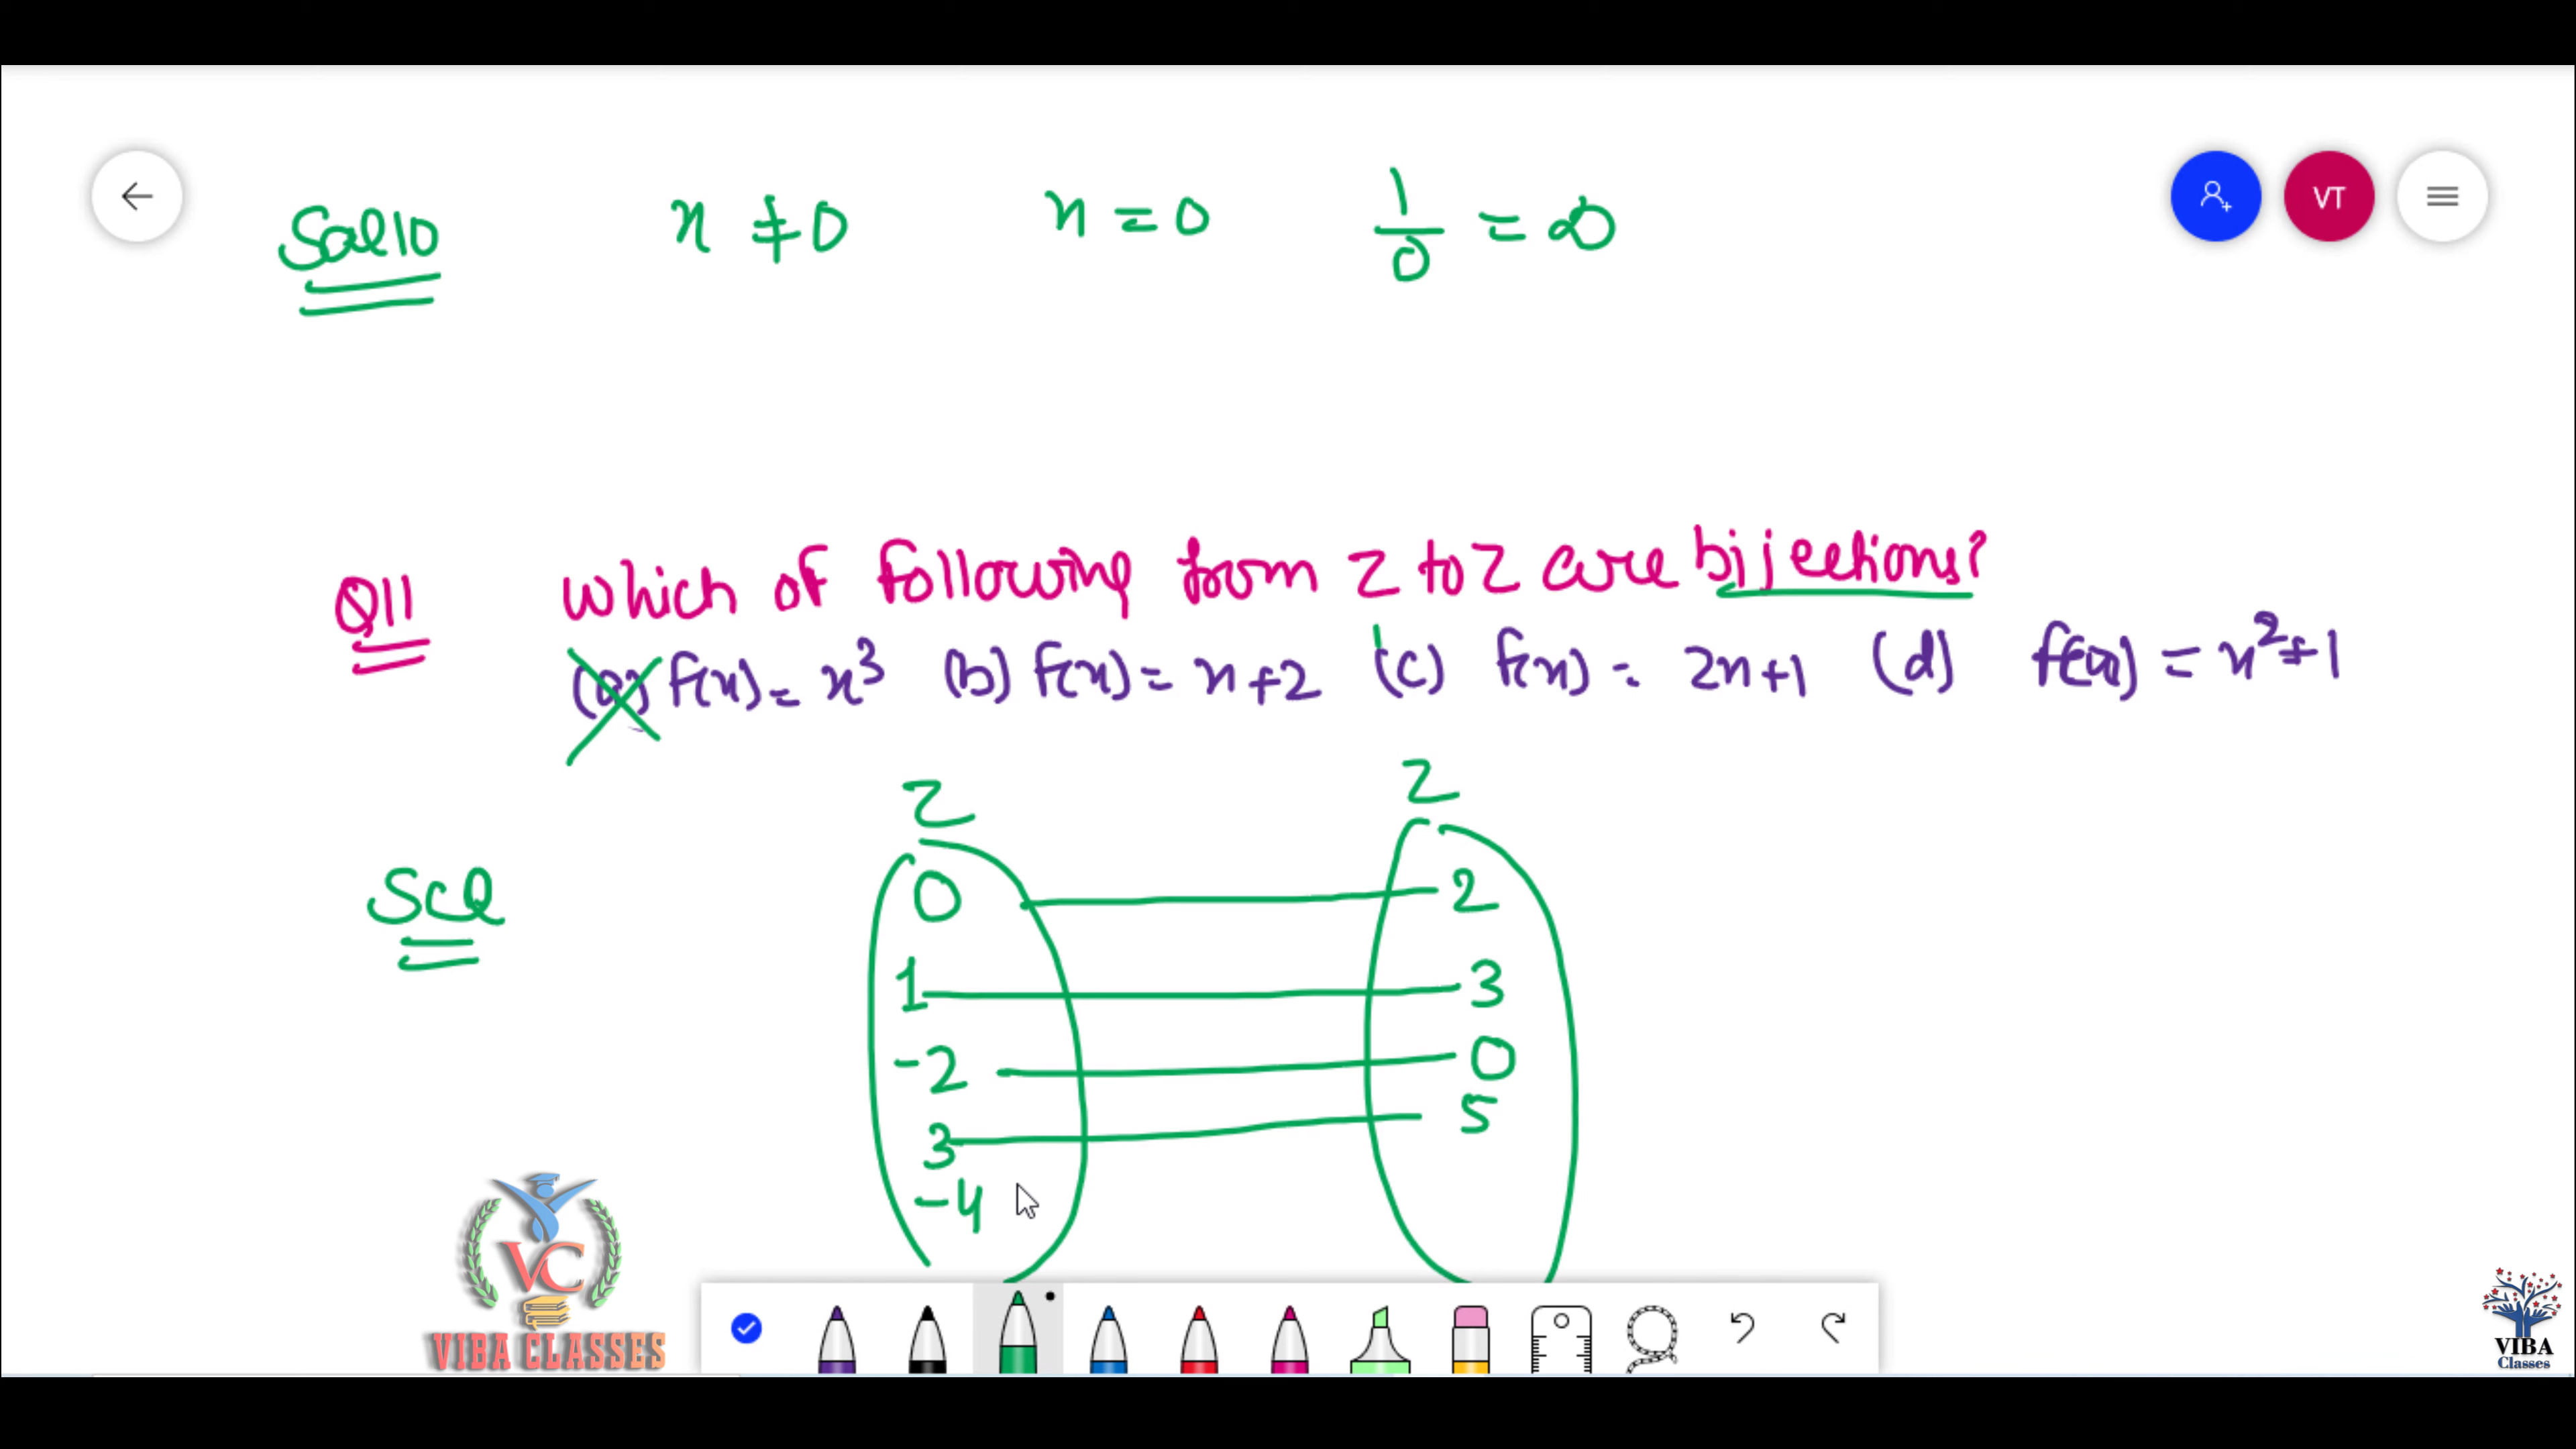 Sol10 x ≠ 0 x = 0 1/0 = ∞
VT
Q11 Which of following from Z to Z are bijections?
(a) f(x) = x³ (b) f(x) = x+2 (c) f(x) = 2x+1 (d) f(x) = x²+1
Z Z
Sol
0 2
1 3
-2 0
3 5
-4
VC
VIBA CLASSES
VIBA
Classes